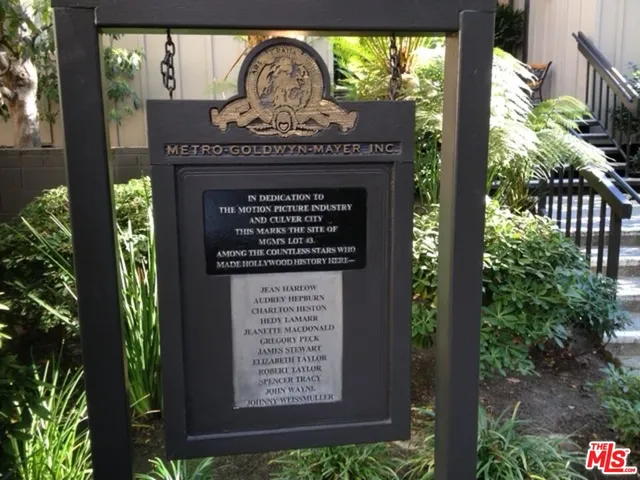 METRO-GOLDWYN-MAYER INC.
IN DEDICATION TO
THE MOTION PICTURE INDUSTRY
AND CULVER CITY
THIS MARKS THE SITE OF
MGM'S LOT #3.
AMONG THE COUNTLESS STARS WHO
MADE HOLLYWOOD HISTORY HERE—
JEAN HARLOW
AUDREY HEPBURN
CHARLTON HESTON
HEDY LAMARR
JEANETTE MACDONALD
GREGORY PECK
JAMES STEWART
ELIZABETH TAYLOR
ROBERT TAYLOR
SPENCER TRACY
JOHN WAYNE
JOHNNY WEISSMULLER
THE MLS